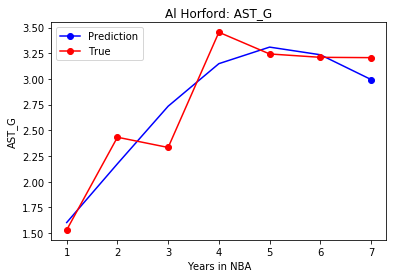 Al Horford: AST_G
Prediction
True
AST_G
3.50
3.25
3.00
2.75
2.50
2.25
2.00
1.75
1.50
1 2 3 4 5 6 7
Years in NBA